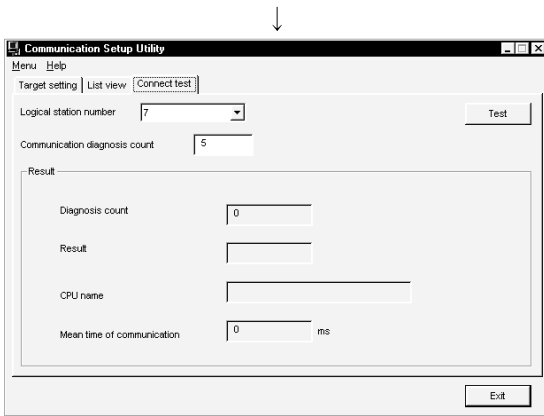 Communication Setup Utility
Menu Help
Target setting List view Connect test
Logical station number 7 Test
Communication diagnosis count 5
Result
Diagnosis count 0
Result
CPU name
Mean time of communication 0 ms
Exit